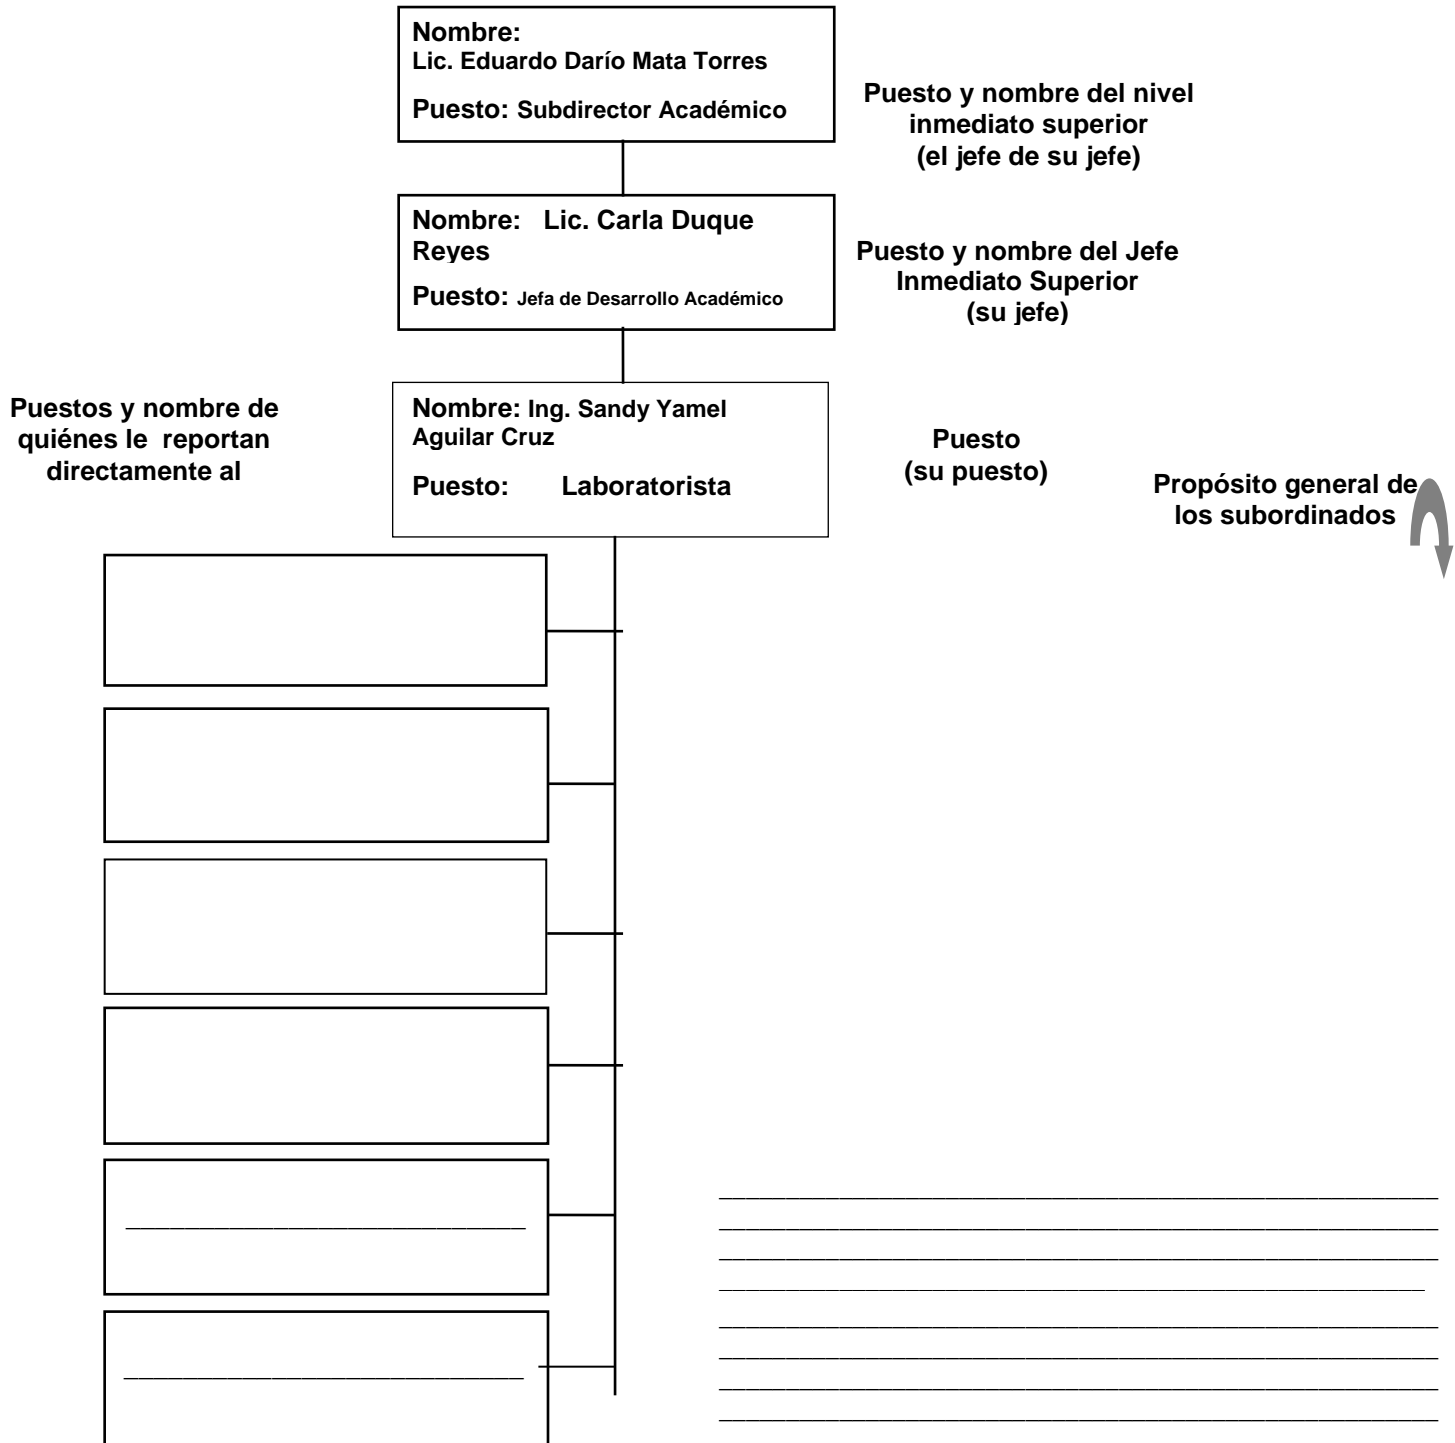 Nombre:
Lic. Eduardo Darío Mata Torres
Puesto: Subdirector Académico
Puesto y nombre del nivel
inmediato superior
(el jefe de su jefe)
Nombre: Lic. Carla Duque
Reyes
Puesto: Jefa de Desarrollo Académico
Puesto y nombre del Jefe
Inmediato Superior
(su jefe)
Puestos y nombre de
quiénes le reportan
directamente al
Nombre: Ing. Sandy Yamel
Aguilar Cruz
Puesto: Laboratorista
Puesto
(su puesto)
Propósito general de
los subordinados